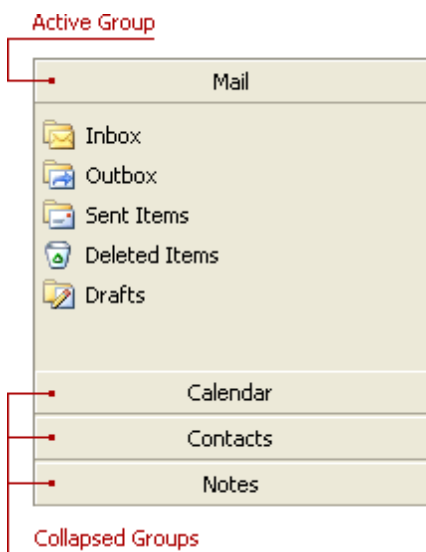 Active Group
Mail
Inbox
Outbox
Sent Items
Deleted Items
Drafts
Calendar
Contacts
Notes
Collapsed Groups